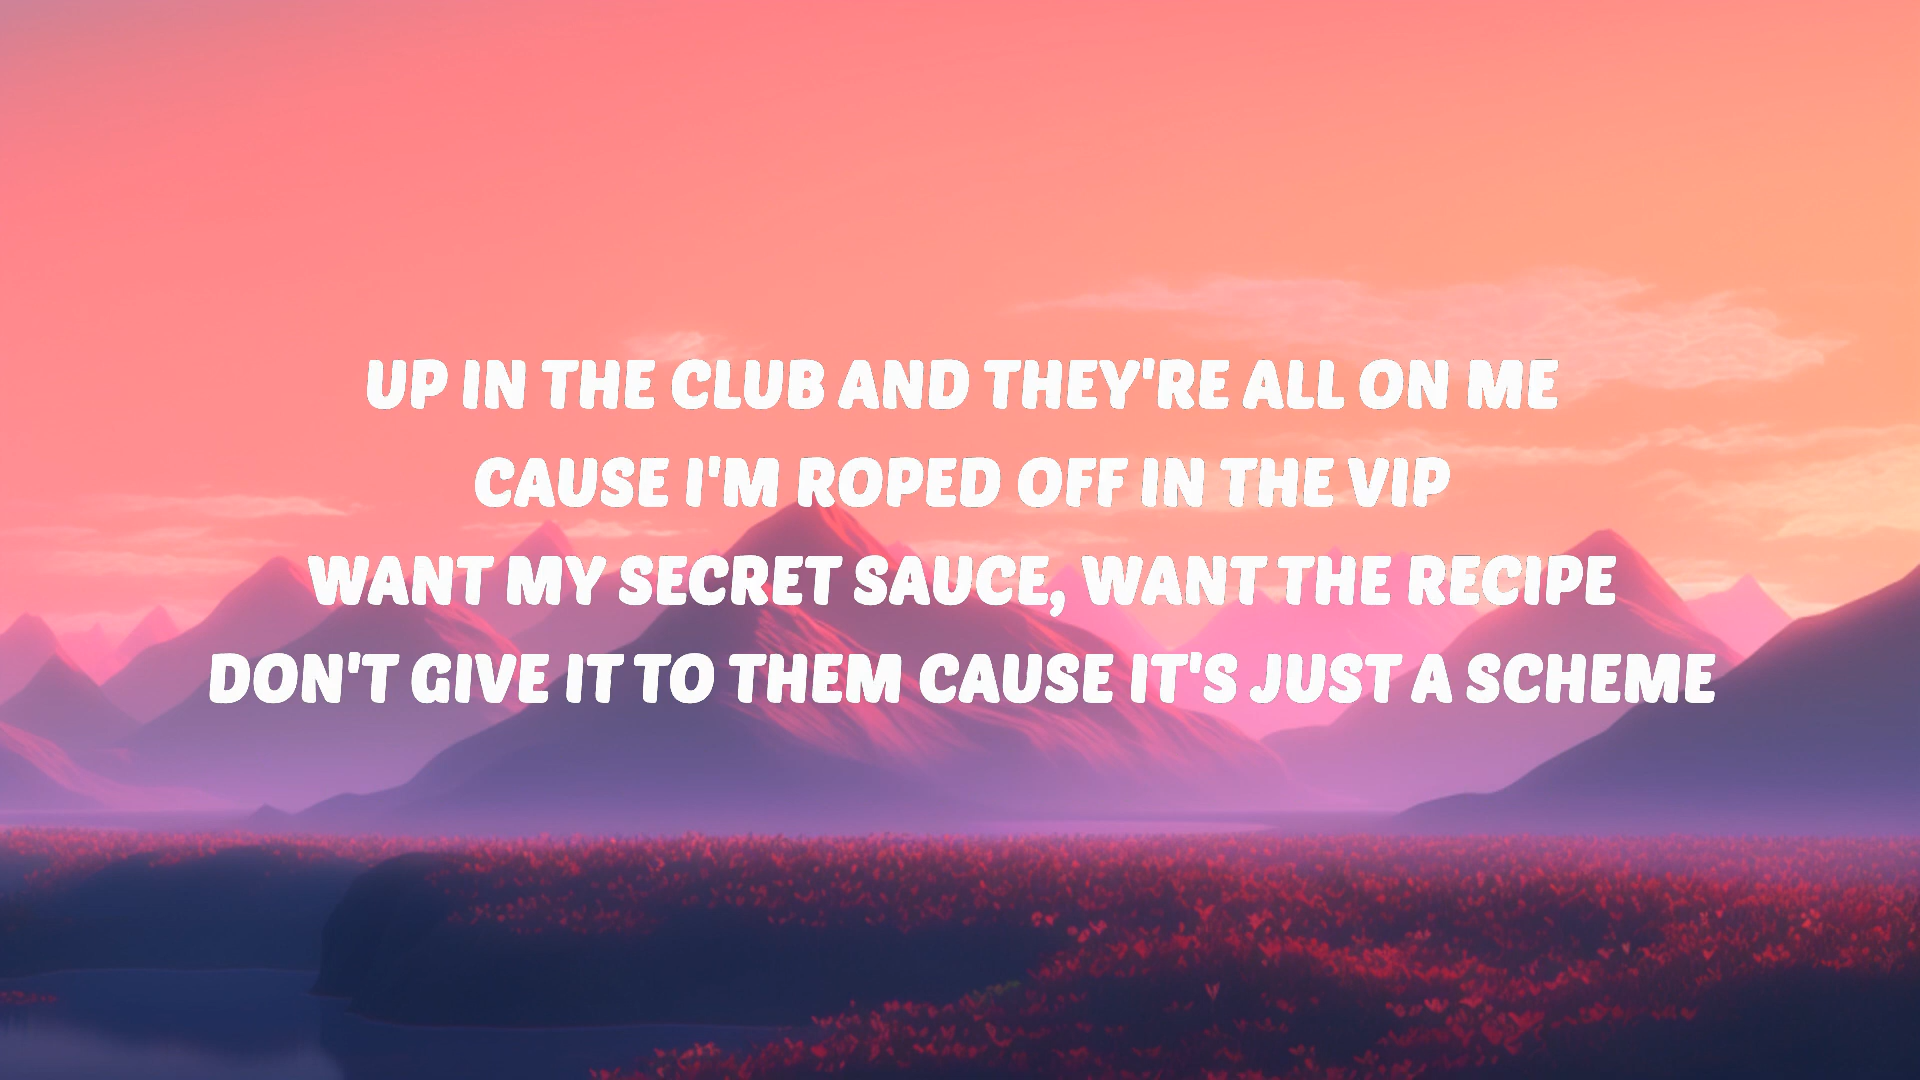 UP IN THE CLUB AND THEY'RE ALL ON ME
CAUSE I'M ROPED OFF IN THE VIP
WANT MY SECRET SAUCE, WANT THE RECIPE
DON'T GIVE IT TO THEM CAUSE IT'S JUST A SCHEME